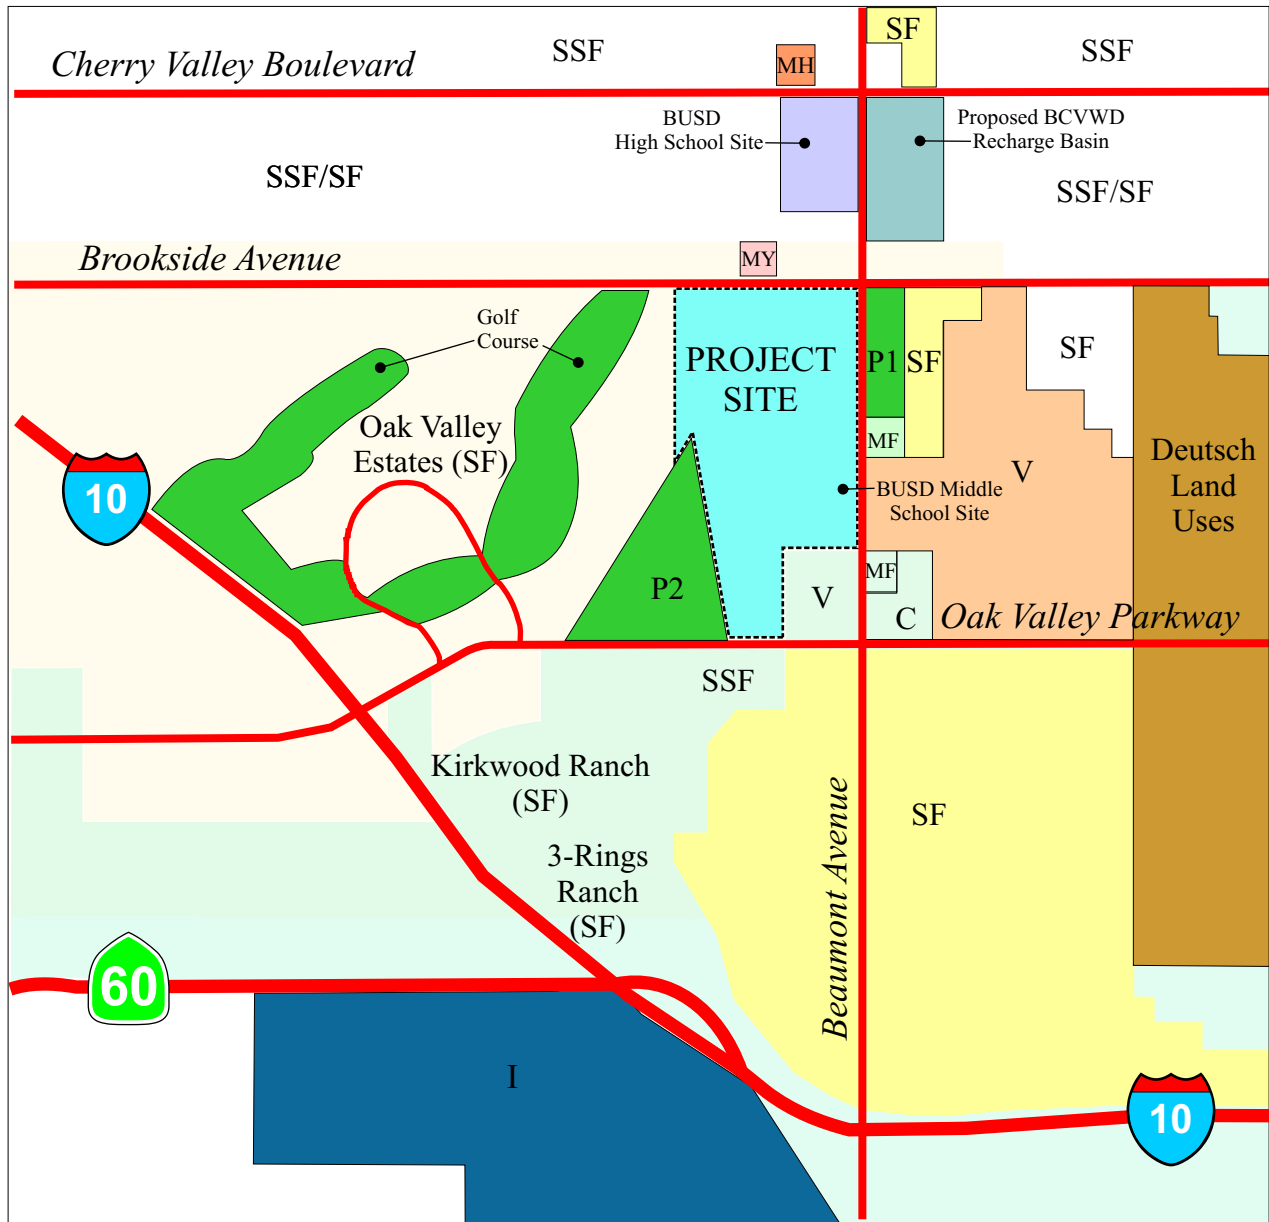 SF
SSF
SSF
Cherry Valley Boulevard
MH
BUSD
High School Site
Proposed BCVWD
Recharge Basin
SSF/SF
SSF/SF
Brookside Avenue
MY
Golf
Course
PROJECT
SITE
P1
SF
SF
Oak Valley
Estates (SF)
MF
V
Deutsch
Land
Uses
10
BUSD Middle
School Site
MF
P2
V
C
Oak Valley Parkway
SSF
Kirkwood Ranch
(SF)
Beaumont Avenue
SF
3-Rings
Ranch
(SF)
60
I
10